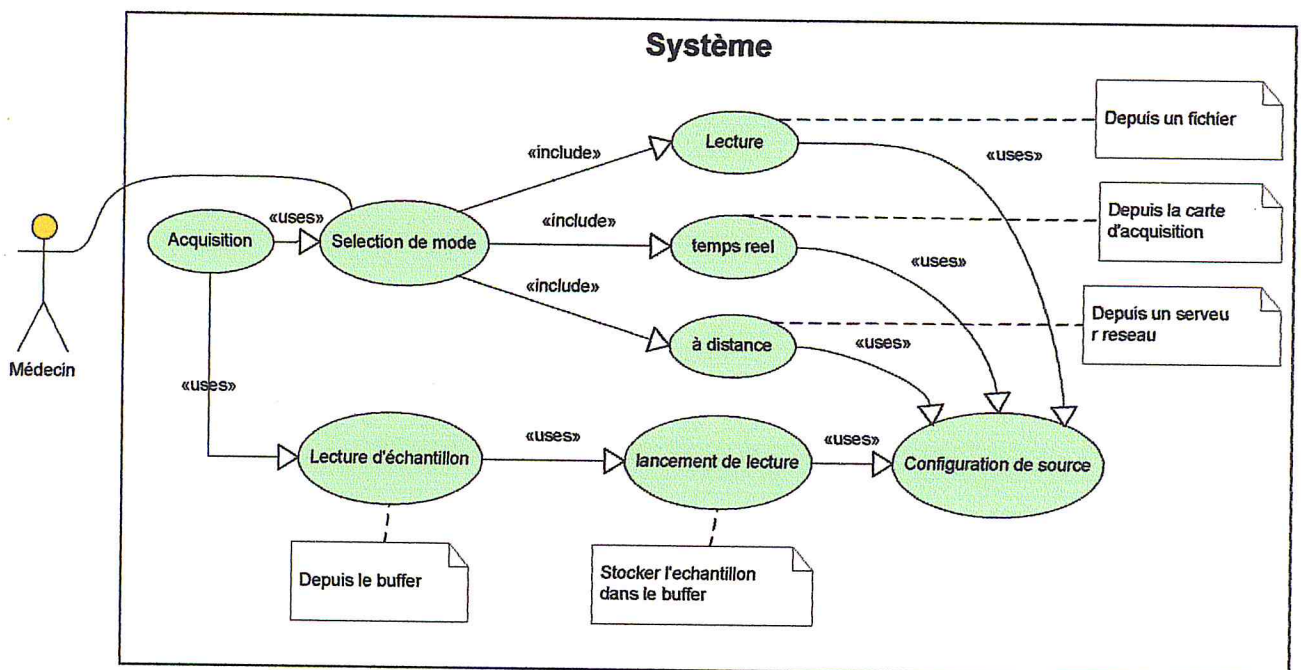 Système
Depuis un fichier
Lecture
«include»
«uses»
Depuis la carte
d'acquisition
«uses»
Acquisition
Selection de mode
«include»
temps reel
«uses»
«include»
Depuis un serveu
r reseau
à distance
«uses»
Médecin
«uses»
Lecture d'échantillon
«uses»
lancement de lecture
«uses»
Configuration de source
Depuis le buffer
Stocker l'echantillon
dans le buffer